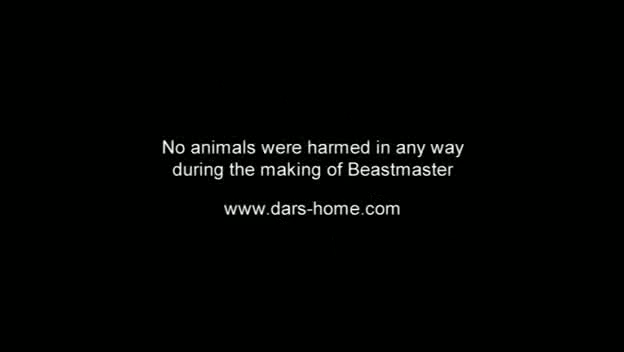 No animals were harmed in any way
during the making of Beastmaster
www.dars-home.com